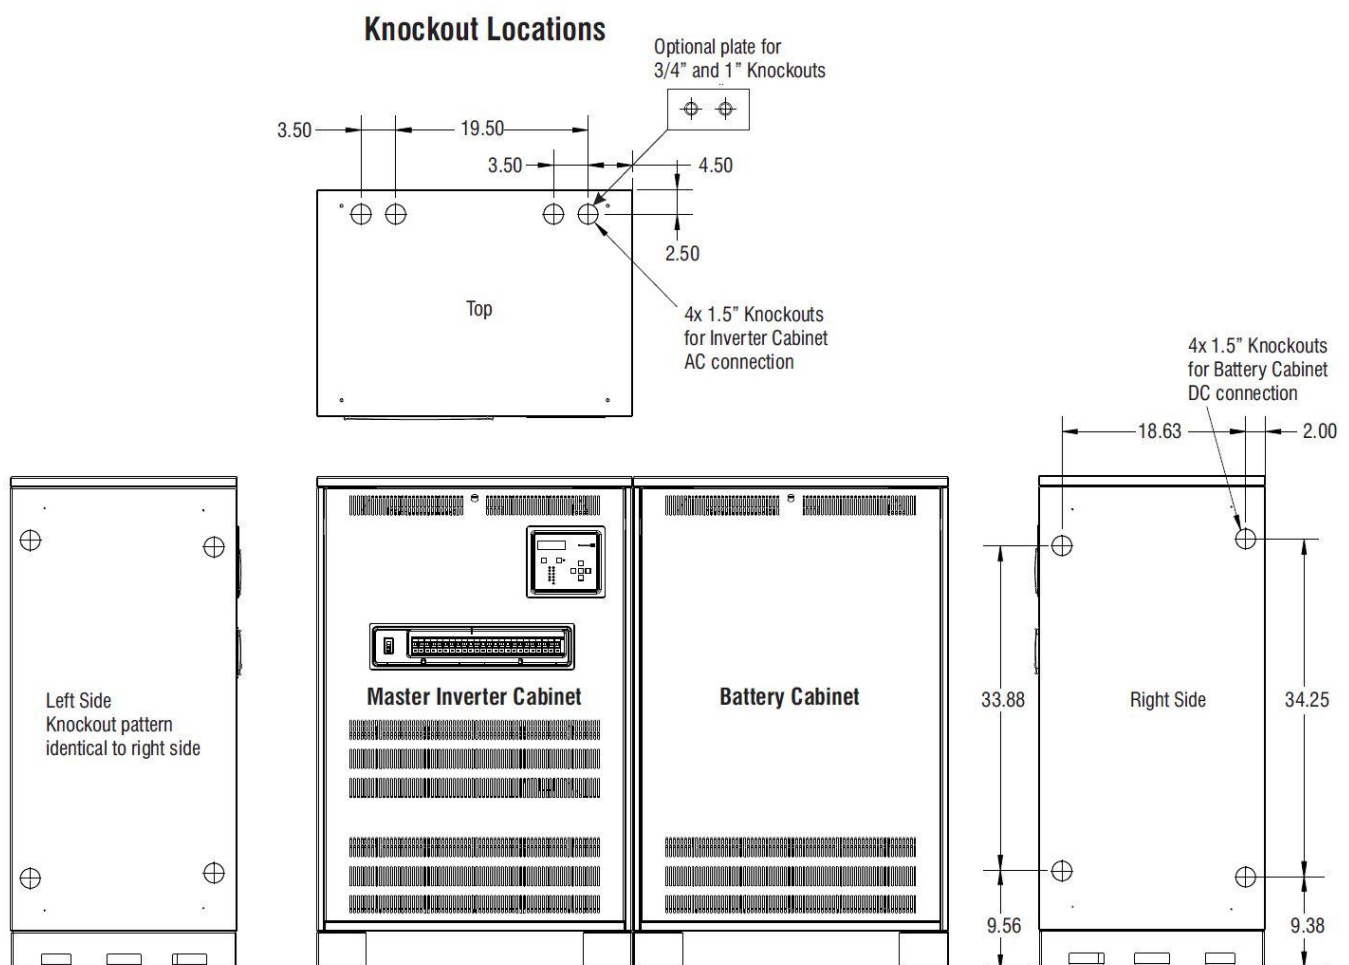 Knockout Locations
Optional plate for
3/4” and 1” Knockouts
3.50
19.50
3.50
4.50
2.50
Top
4x 1.5” Knockouts
for Inverter Cabinet
AC connection
4x 1.5” Knockouts
for Battery Cabinet
DC connection
18.63
2.00
Left Side
Knockout pattern
identical to right side
Master Inverter Cabinet
Battery Cabinet
33.88
Right Side
34.25
9.56
9.38